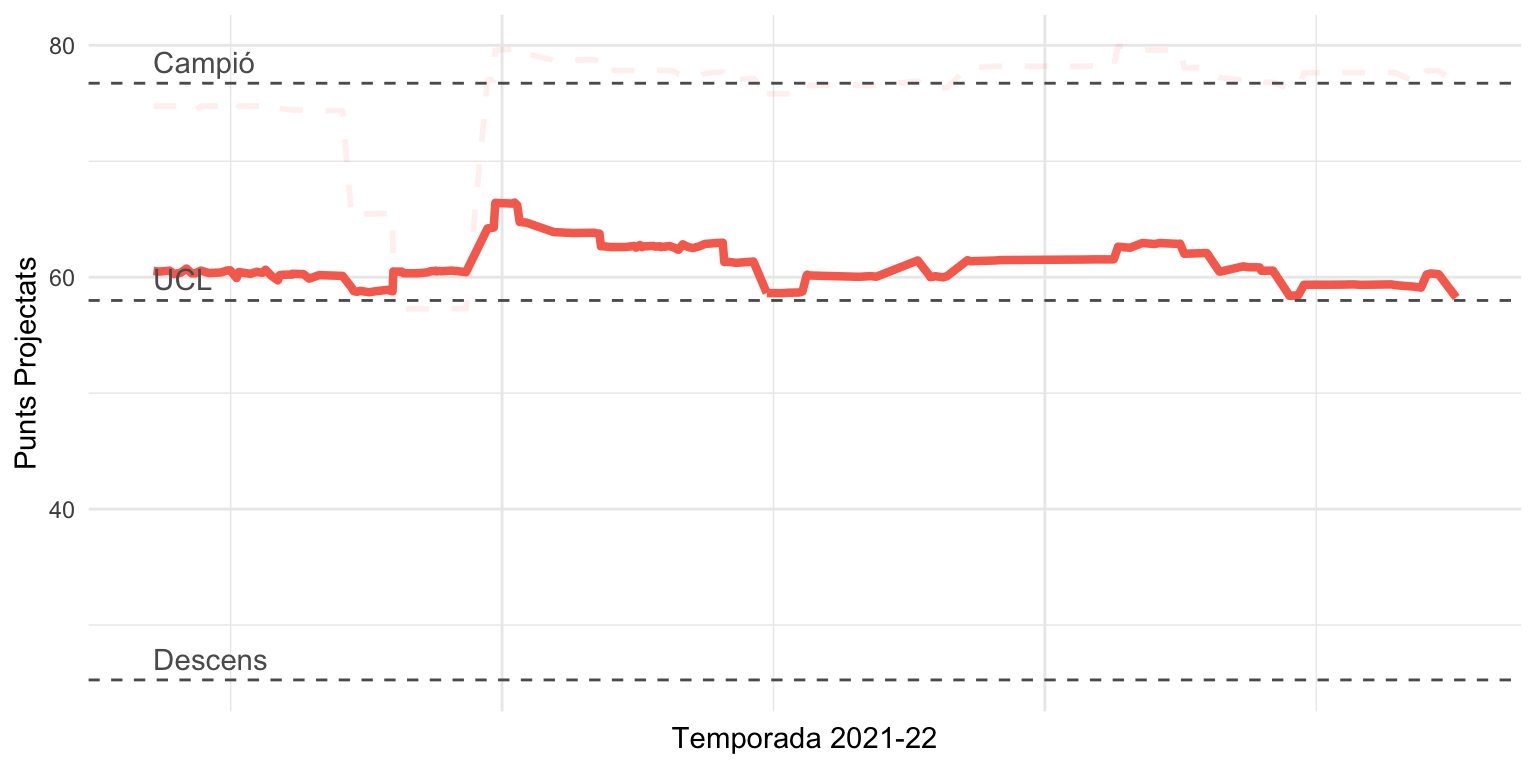 80
Campió
60
UCL
Punts Projectats
40
Descens
Temporada 2021-22